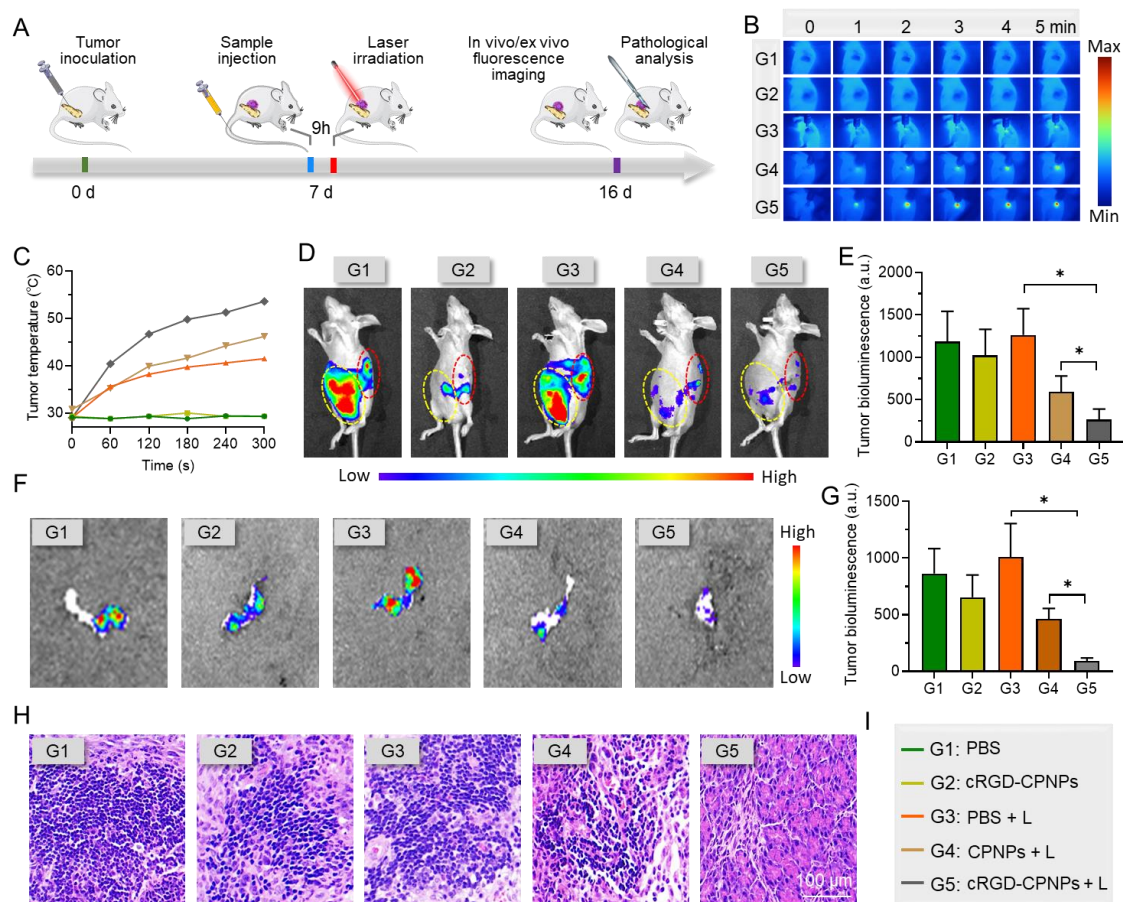 A
Tumor
inoculation
Sample
injection
Laser
irradiation
In vivo/ex vivo
fluorescence
imaging
Pathological
analysis
9h
0 d
7 d
16 d
B
0 1 2 3 4 5 min
G1
G2
G3
G4
G5
Max
Min
C
Tumor temperature (°C)
60
50
40
30
0 60 120 180 240 300
Time (s)
D
G1 G2 G3 G4 G5
Low High
E
Tumor bioluminescence (a.u.)
2000
1500
1000
500
0
*
*
G1 G2 G3 G4 G5
F
G1 G2 G3 G4 G5
High
Low
G
Tumor bioluminescence (a.u.)
1500
1000
500
0
*
*
G1 G2 G3 G4 G5
H
G1 G2 G3 G4 G5
100 μm
I
G1: PBS
G2: cRGD-CPNPs
G3: PBS + L
G4: CPNPs + L
G5: cRGD-CPNPs + L